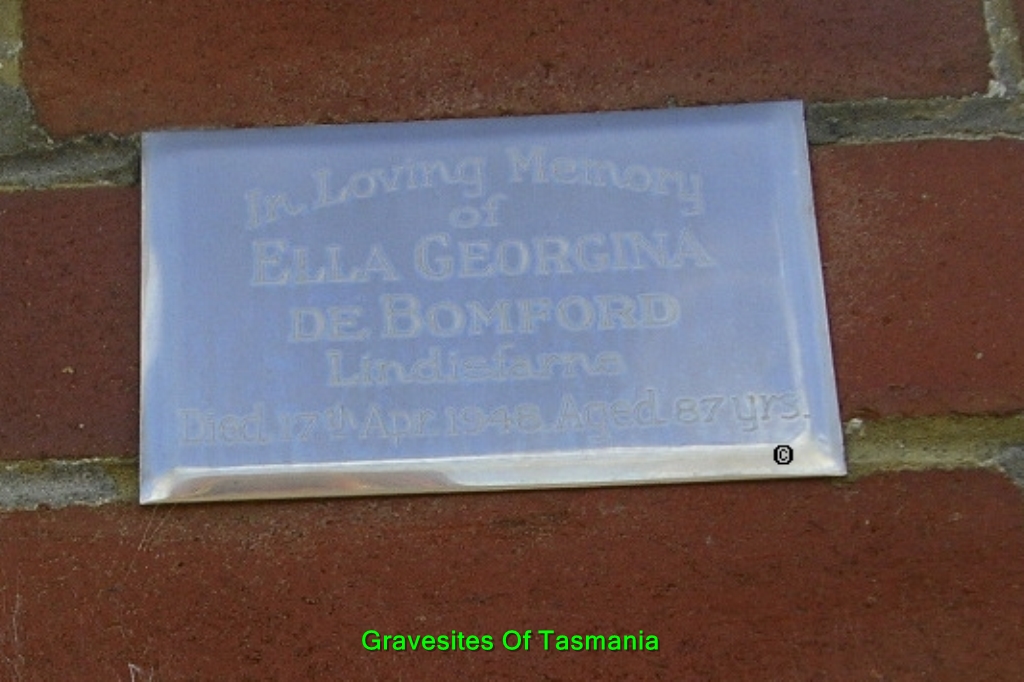 In Loving Memory
of
ELLA GEORGINA
DE BOMFORD
Lindisfarne
Died 17th Apr. 1948. Aged 87 yrs.
©
Gravesites Of Tasmania